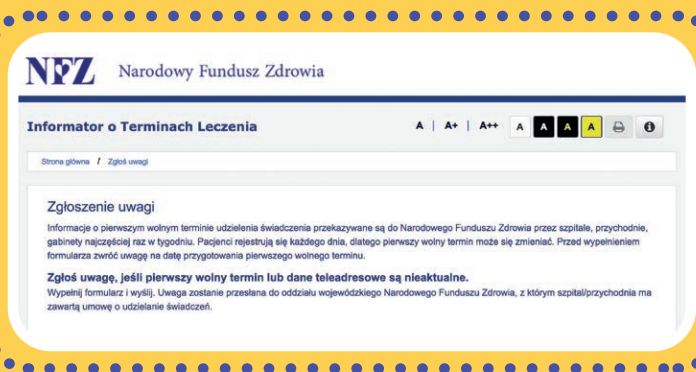 NFZ Narodowy Fundusz Zdrowia
Informator o Terminach Leczenia A | A+ | A++ A A A A
Strona główna / Zgłoś uwagi
Zgłoszenie uwagi
Informacje o pierwszym wolnym terminie udzielenia świadczenia przekazywane są do Narodowego Funduszu Zdrowia przez szpitale, przychodnie,
gabinety najczęściej raz w tygodniu. Pacjenci rejestrują się każdego dnia, dlatego pierwszy wolny termin może się zmieniać. Przed wypełnieniem
formularza zwróć uwagę na datę przygotowania pierwszego wolnego terminu.
Zgłoś uwagę, jeśli pierwszy wolny termin lub dane teleadresowe są nieaktualne.
Wypełnij formularz i wyślij. Uwaga zostanie przesłana do oddziału wojewódzkiego Narodowego Funduszu Zdrowia, z którym szpital/przychodnia ma
zawartą umowę o udzielanie świadczeń.